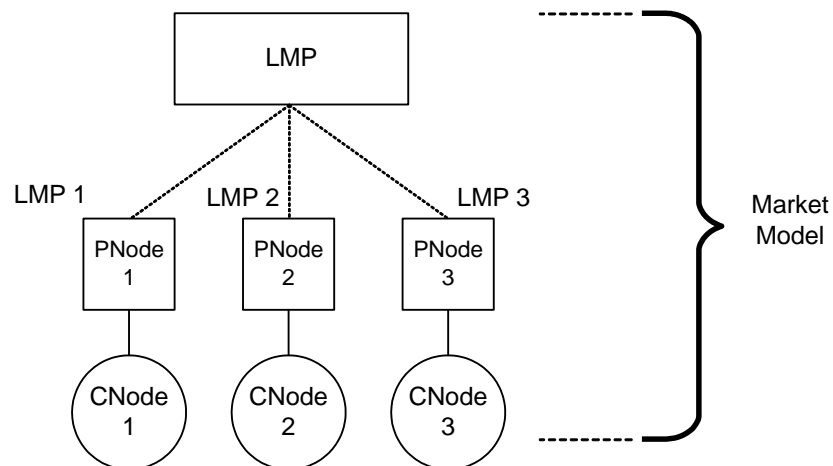 LMP
LMP 1
LMP 2
LMP 3
Market
Model
PNode
1
PNode
2
PNode
3
CNode
1
CNode
2
CNode
3